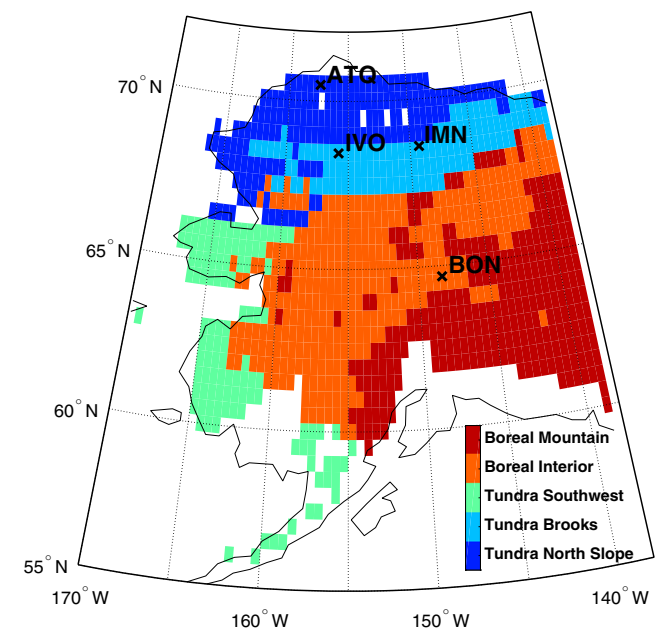 70° N
ATQ
IVO
IMN
65° N
BON
60° N
Boreal Mountain
Boreal Interior
Tundra Southwest
Tundra Brooks
Tundra North Slope
55° N
170° W
160° W
150° W
140° W